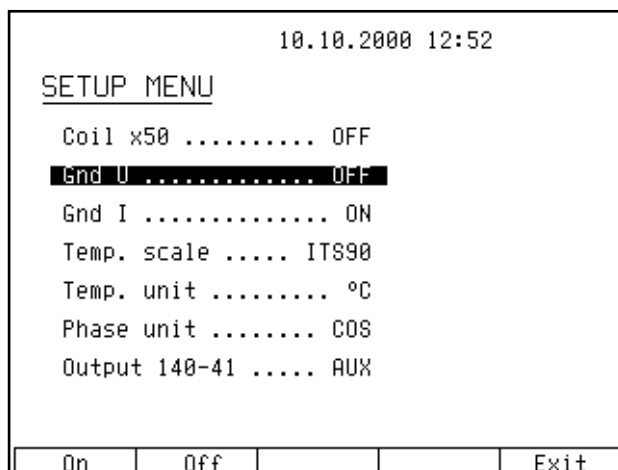 10.10.2000 12:52
SETUP MENU
Coil x50 .......... OFF
Gnd U ............. OFF
Gnd I .............. ON
Temp. scale ..... ITS90
Temp. unit ......... ºC
Phase unit ........ COS
Output 140-41 ..... AUX
On Off Exit